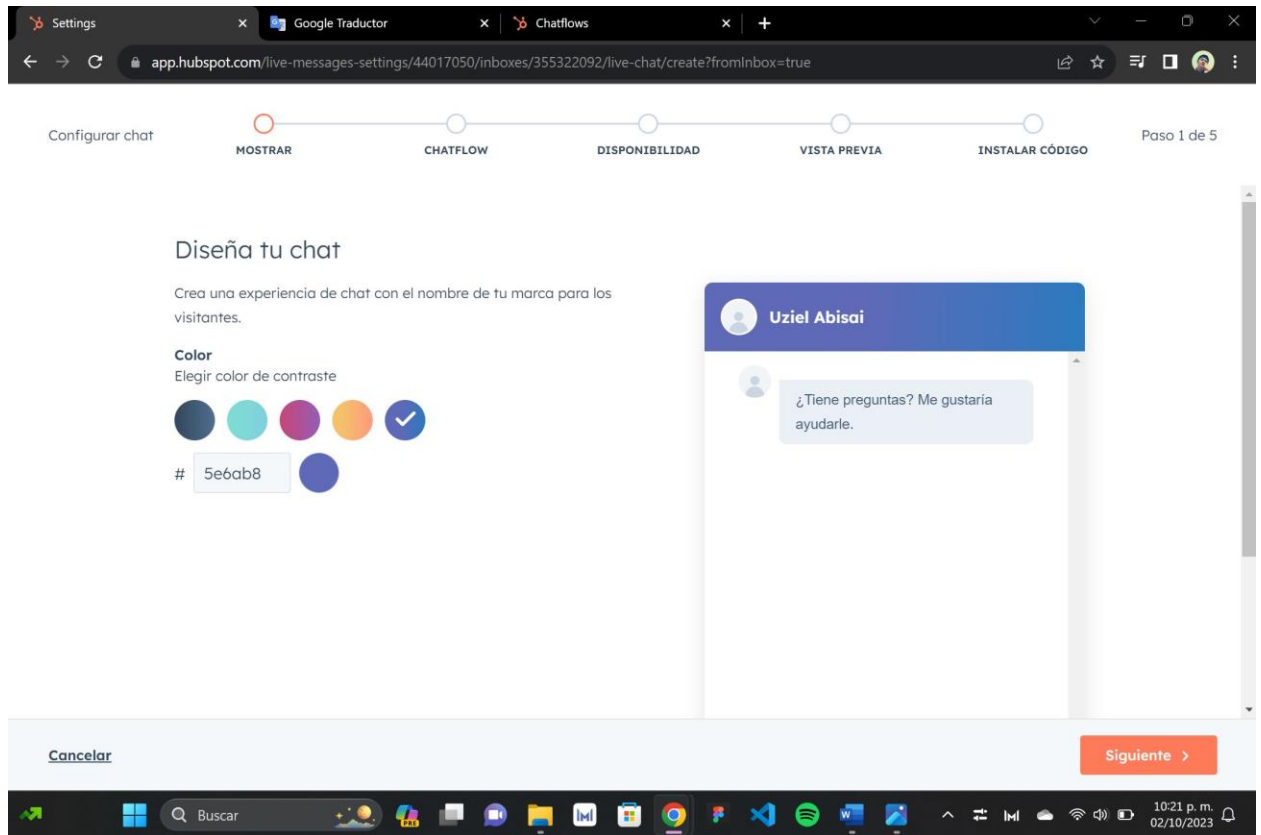 Settings
Google Traductor
Chatflows
app.hubspot.com/live-messages-settings/44017050/inboxes/355322092/live-chat/create?fromInbox=true
Configurar chat
MOSTRAR
CHATFLOW
DISPONIBILIDAD
VISTA PREVIA
INSTALAR CÓDIGO
Paso 1 de 5
Diseña tu chat
Crea una experiencia de chat con el nombre de tu marca para los
visitantes.
Color
Elegir color de contraste
# 5e6ab8
Uziel Abisai
¿Tiene preguntas? Me gustaría
ayudarle.
Cancelar
Siguiente >
Buscar
PRE
10:21 p. m.
02/10/2023